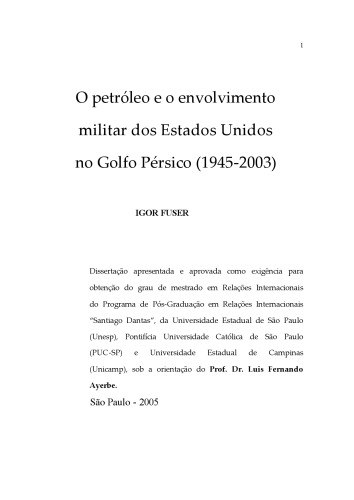 1
O petróleo e o envolvimento
militar dos Estados Unidos
no Golfo Pérsico (1945-2003)
IGOR FUSER
Dissertação apresentada e aprovada como exigência para
obtenção do grau de mestrado em Relações Internacionais
do Programa de Pós-Graduação em Relações Internacionais
“Santiago Dantas”, da Universidade Estadual de São Paulo
(Unesp), Pontifícia Universidade Católica de São Paulo
(PUC-SP) e Universidade Estadual de Campinas
(Unicamp), sob a orientação do Prof. Dr. Luis Fernando
Ayerbe.
São Paulo - 2005